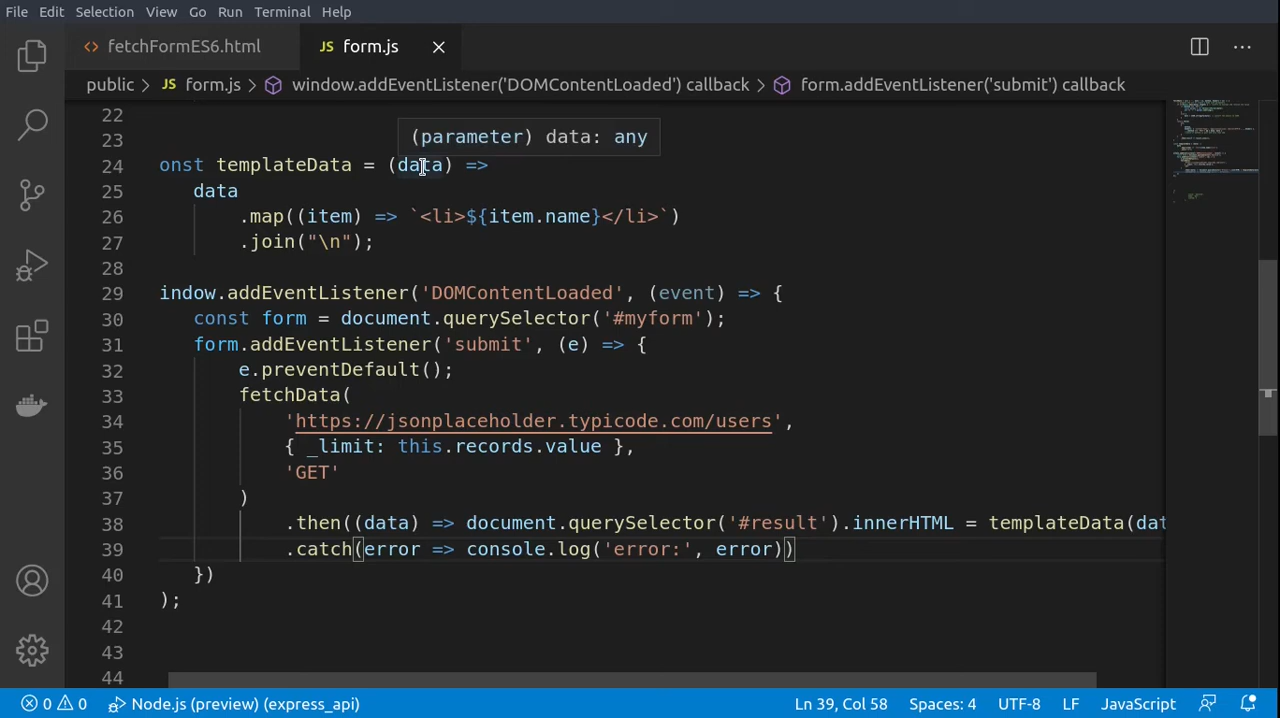 File Edit Selection View Go Run Terminal Help
<> fetchFormES6.html JS form.js ×
public > JS form.js > window.addEventListener('DOMContentLoaded') callback > form.addEventListener('submit') callback
22
(parameter) data: any
23
24 onst templateData = (data) =>
25 data
26 .map((item) => `<li>${item.name}</li>`)
27 .join("\n");
28
29 indow.addEventListener('DOMContentLoaded', (event) => {
30 const form = document.querySelector('#myform');
31 form.addEventListener('submit', (e) => {
32 e.preventDefault();
33 fetchData(
34 'https://jsonplaceholder.typicode.com/users',
35 { _limit: this.records.value },
36 'GET'
37 )
38 .then((data) => document.querySelector('#result').innerHTML = templateData(dat
39 .catch(error => console.log('error:', error))
40 })
41 );
42
43
44
0 0 Node.js (preview) (express_api) Ln 39, Col 58 Spaces: 4 UTF-8 LF JavaScript